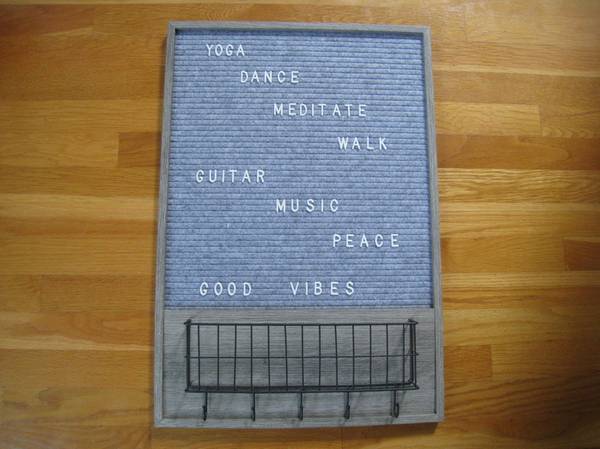 YOGA
DANCE
MEDITATE
WALK
GUITAR
MUSIC
PEACE
GOOD VIBES